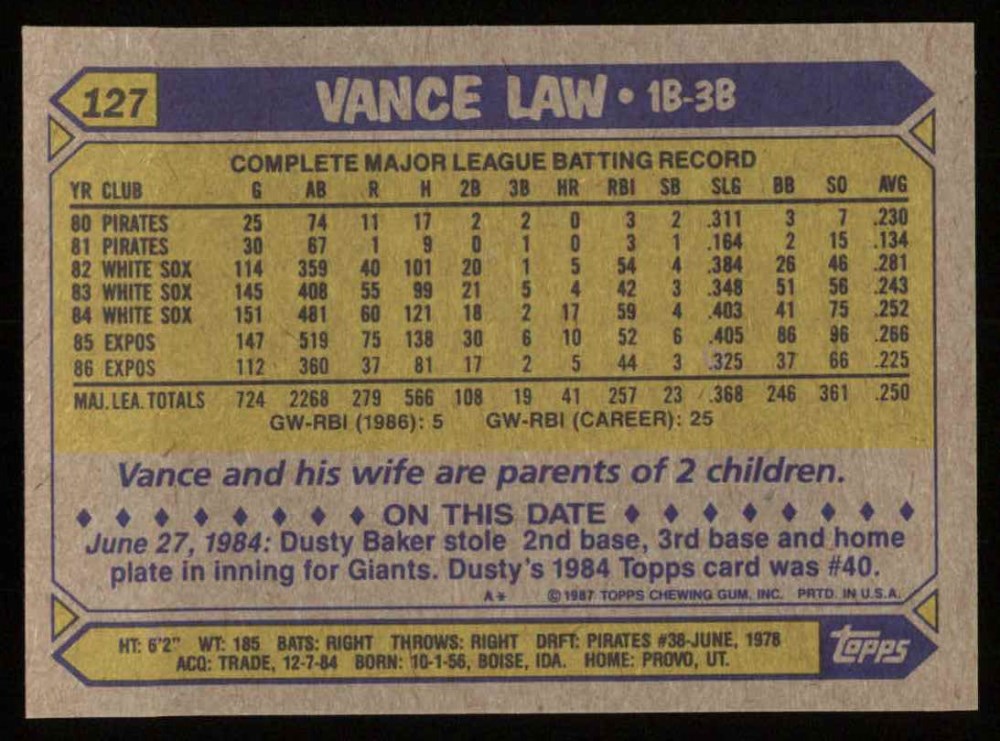 127
VANCE LAW • 1B-3B
COMPLETE MAJOR LEAGUE BATTING RECORD
YR CLUB G AB R H 2B 3B HR RBI SB SLG BB SO AVG
80 PIRATES 25 74 11 17 2 2 0 3 2 .311 3 7 .230
81 PIRATES 30 67 1 9 0 1 0 3 1 .164 2 15 .134
82 WHITE SOX 114 359 40 101 20 1 5 54 4 .384 26 46 .281
83 WHITE SOX 145 408 55 99 21 5 4 42 3 .348 51 56 .243
84 WHITE SOX 151 481 60 121 18 2 17 59 4 .403 41 75 .252
85 EXPOS 147 519 75 138 30 6 10 52 6 .405 86 96 .266
86 EXPOS 112 360 37 81 17 2 5 44 3 .325 37 66 .225
MAJ. LEA. TOTALS 724 2268 279 566 108 19 41 257 23 .368 246 361 .250
GW-RBI (1986): 5 GW-RBI (CAREER): 25
Vance and his wife are parents of 2 children.
ON THIS DATE
June 27, 1984: Dusty Baker stole 2nd base, 3rd base and home
plate in inning for Giants. Dusty's 1984 Topps card was #40.
A* ©1987 TOPPS CHEWING GUM, INC. PRTD. IN U.S.A.
HT: 6'2" WT: 185 BATS: RIGHT THROWS: RIGHT DRFT: PIRATES #38-JUNE, 1978
ACQ: TRADE, 12-7-84 BORN: 10-1-56, BOISE, IDA. HOME: PROVO, UT.
topps